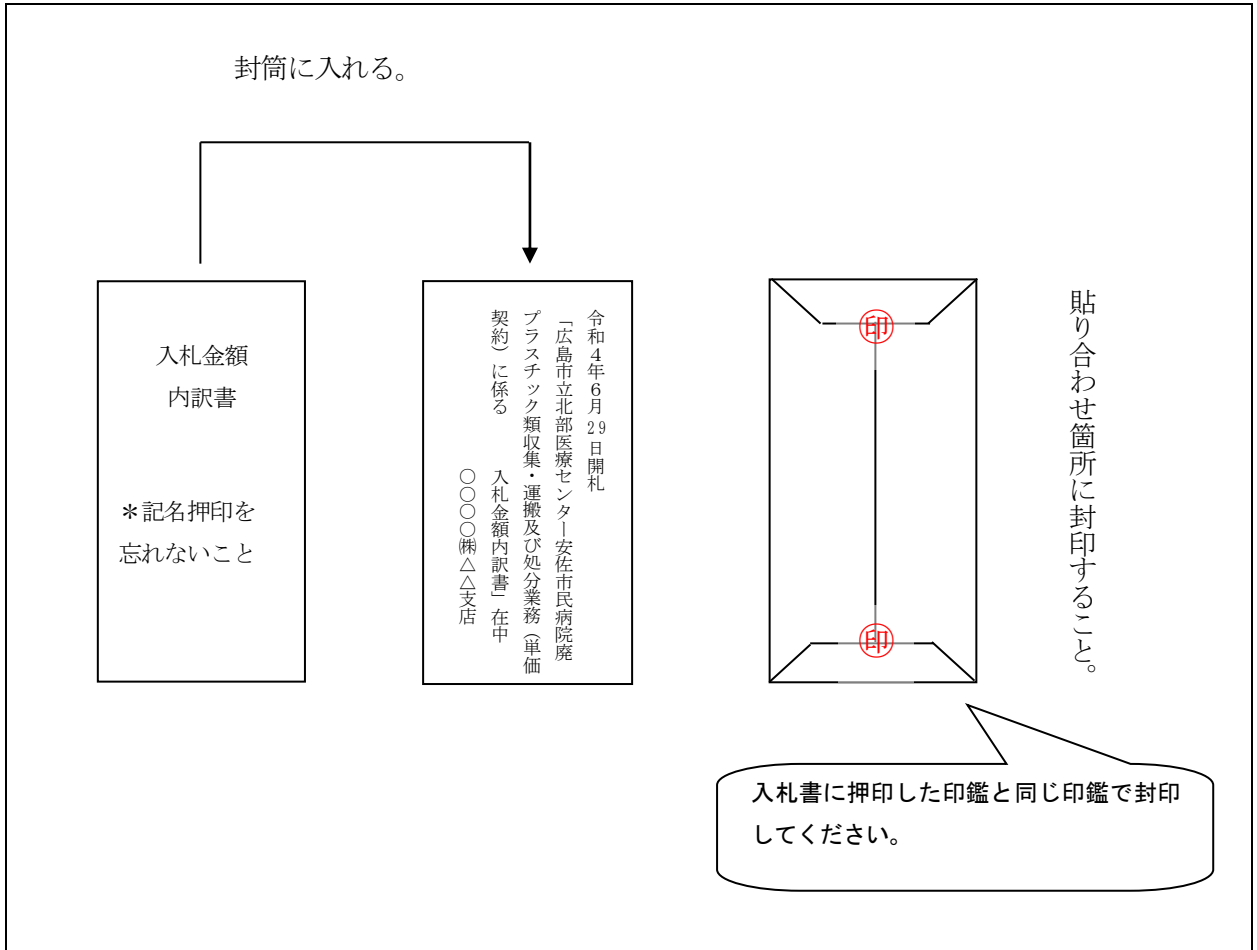 封筒に入れる。
入札金額
内訳書
＊記名押印を
忘れないこと
令和４年６月29日開札
「広島市立北部医療センター安佐市民病院廃
プラスチック類収集・運搬及び処分業務（単価
契約）に係る　　入札金額内訳書」在中
○○○○㈱△△支店
印
印
貼り合わせ箇所に封印すること。
入札書に押印した印鑑と同じ印鑑で封印
してください。